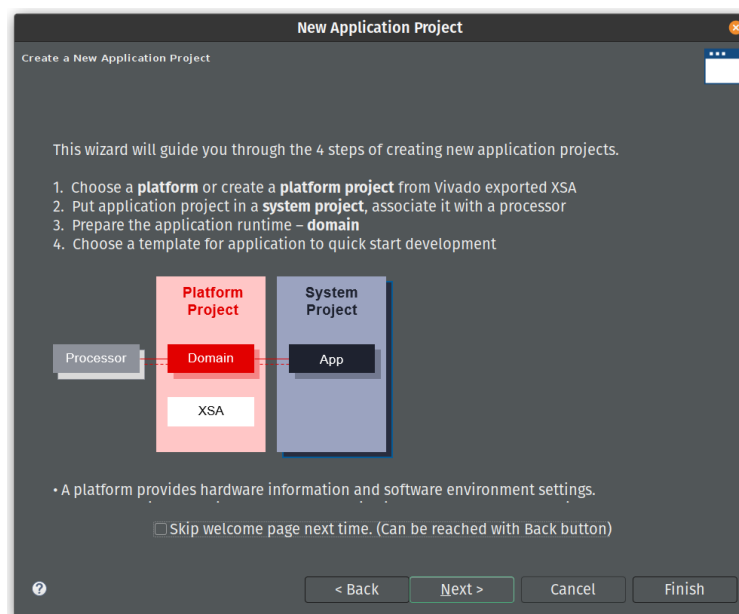 New Application Project
Create a New Application Project
This wizard will guide you through the 4 steps of creating new application projects.
1. Choose a platform or create a platform project from Vivado exported XSA
2. Put application project in a system project, associate it with a processor
3. Prepare the application runtime – domain
4. Choose a template for application to quick start development
Platform
Project
System
Project
Processor
Domain
App
XSA
• A platform provides hardware information and software environment settings.
Skip welcome page next time. (Can be reached with Back button)
?
< Back
Next >
Cancel
Finish